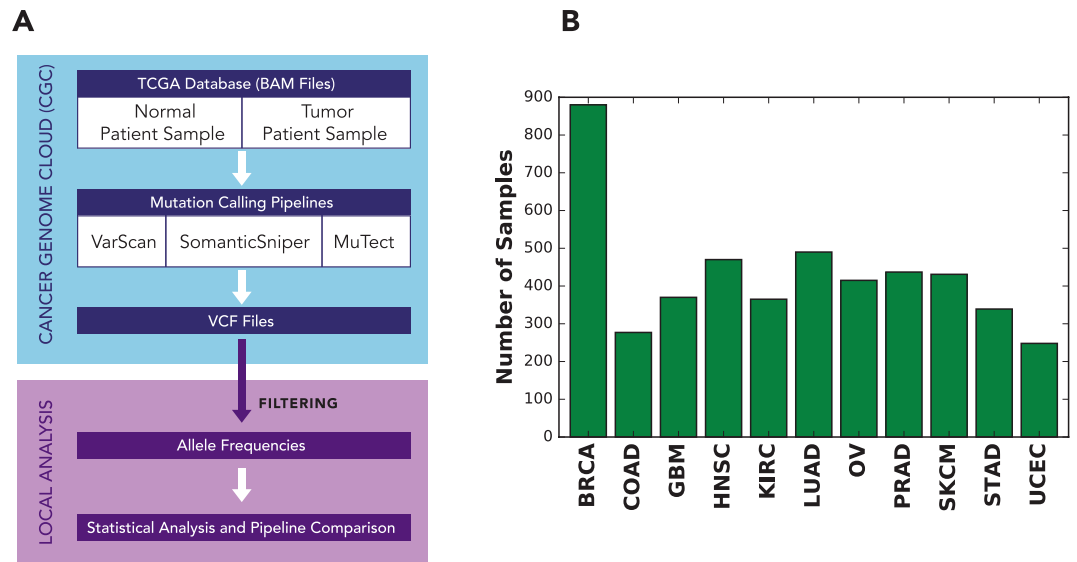 A
CANCER GENOME CLOUD (CGC)
TCGA Database (BAM Files)
Normal
Patient Sample
Tumor
Patient Sample
Mutation Calling Pipelines
VarScan
SomanticSniper
MuTect
VCF Files
LOCAL ANALYSIS
FILTERING
Allele Frequencies
Statistical Analysis and Pipeline Comparison
B
Number of Samples
900
800
700
600
500
400
300
200
100
0
BRCA
COAD
GBM
HNSC
KIRC
LUAD
OV
PRAD
SKCM
STAD
UCEC